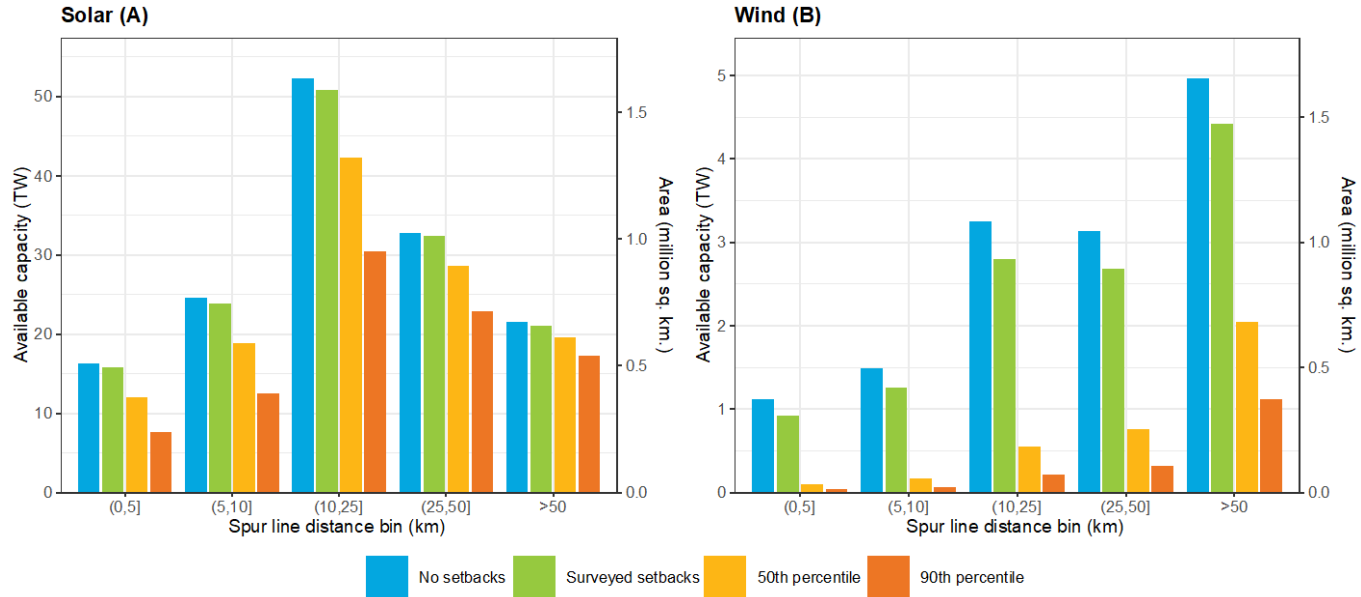 Solar (A)
Available capacity (TW)
50
40
30
20
10
0
1.5
1.0
0.5
0.0
Area (million sq. km.)
(0,5] (5,10] (10,25] (25,50] >50
Spur line distance bin (km)
Wind (B)
Available capacity (TW)
5
4
3
2
1
0
1.5
1.0
0.5
0.0
Area (million sq. km.)
(0,5] (5,10] (10,25] (25,50] >50
Spur line distance bin (km)
No setbacks Surveyed setbacks 50th percentile 90th percentile